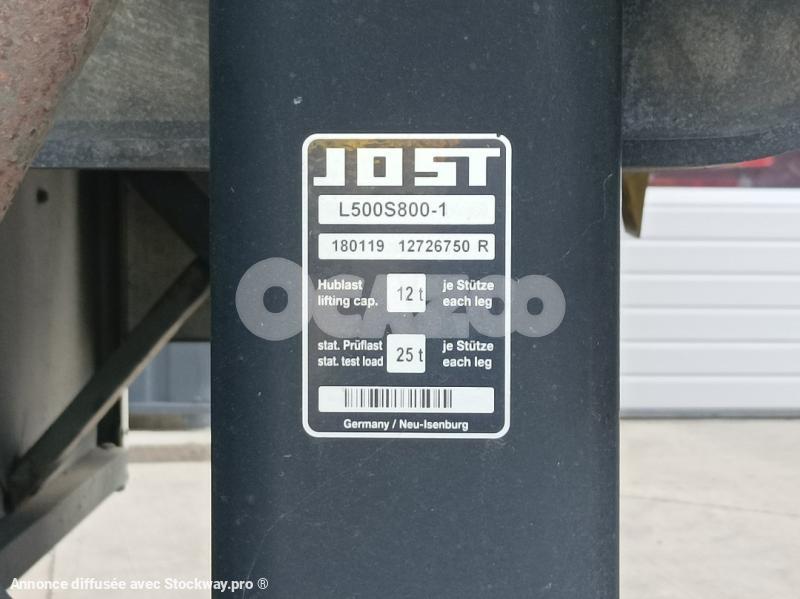 JOST
L500S800-1
180119 12726750 R
Hublast
lifting cap.
12 t
je Stütze
each leg
OCAZOO
stat. Prüflast
stat. test load
25 t
je Stütze
each leg
Germany / Neu-Isenburg
Annonce diffusée avec Stockway.pro ®